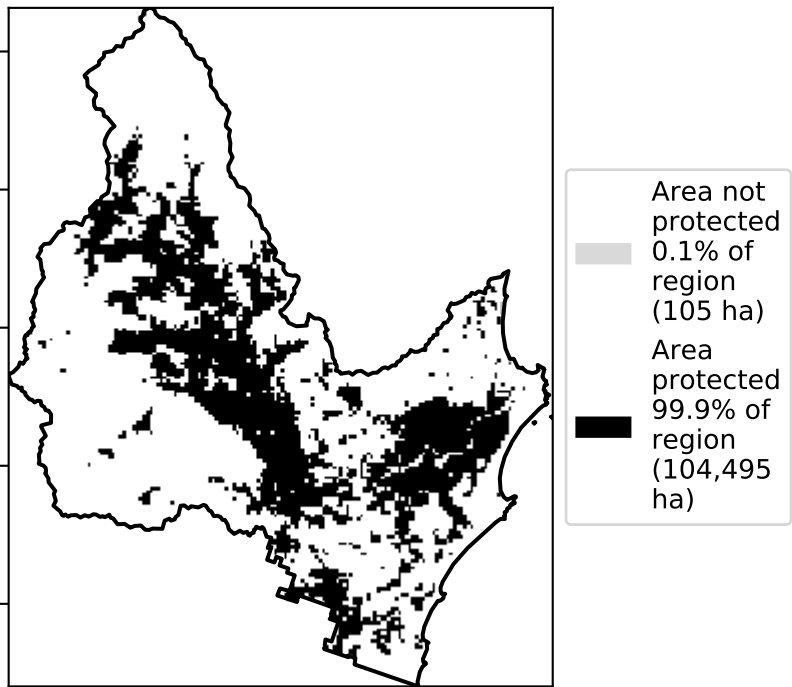 Area not
protected
0.1% of
region
(105 ha)
Area
protected
99.9% of
region
(104,495
ha)